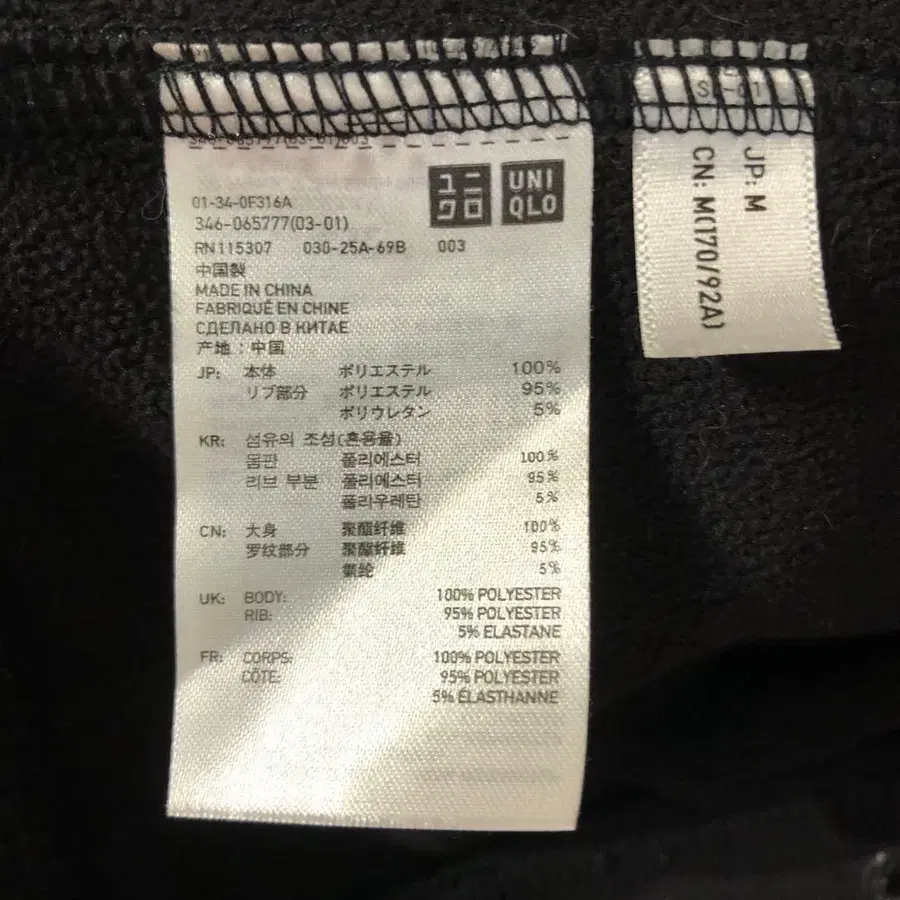 346-065777(03-01)003
ユニ
クロ
UNI
QLO
01-34-0F316A
346-065777(03-01)
RN115307 030-25A-69B 003
中国製
MADE IN CHINA
FABRIQUÉ EN CHINE
СДЕЛАНО В КИТАЕ
产地 : 中国
JP: 本体 ポリエステル 100%
リブ部分 ポリエステル 95%
ポリウレタン 5%
KR: 섬유의 조성(혼용율)
몸판 폴리에스터 100%
리브 부분 폴리에스터 95%
폴리우레탄 5%
CN: 大身 聚酯纤维 100%
罗纹部分 聚酯纤维 95%
氨纶 5%
UK: BODY: 100% POLYESTER
RIB: 95% POLYESTER
5% ELASTANE
FR: CORPS: 100% POLYESTER
CÔTE: 95% POLYESTER
5% ÉLASTHANNE
JP: M
CN: M(170/92A)